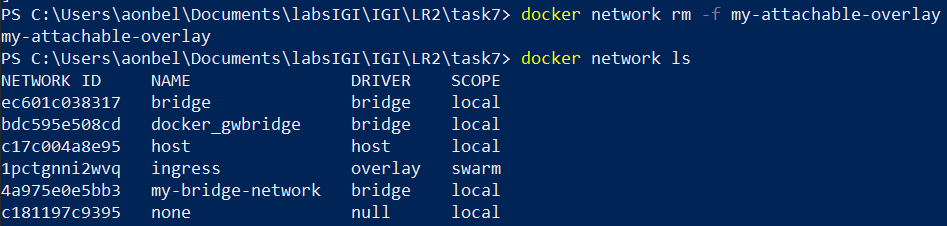 PS C:\Users\aonbel\Documents\labsIGI\IGI\LR2\task7> docker network rm -f my-attachable-overlay
my-attachable-overlay
PS C:\Users\aonbel\Documents\labsIGI\IGI\LR2\task7> docker network ls
NETWORK ID     NAME                DRIVER    SCOPE
ec601c038317   bridge              bridge    local
bdc595e508cd   docker_gwbridge     bridge    local
c17c004a8e95   host                host      local
1pctgnni2wvq   ingress             overlay   swarm
4a975e0e5bb3   my-bridge-network   bridge    local
c181197c9395   none                null      local